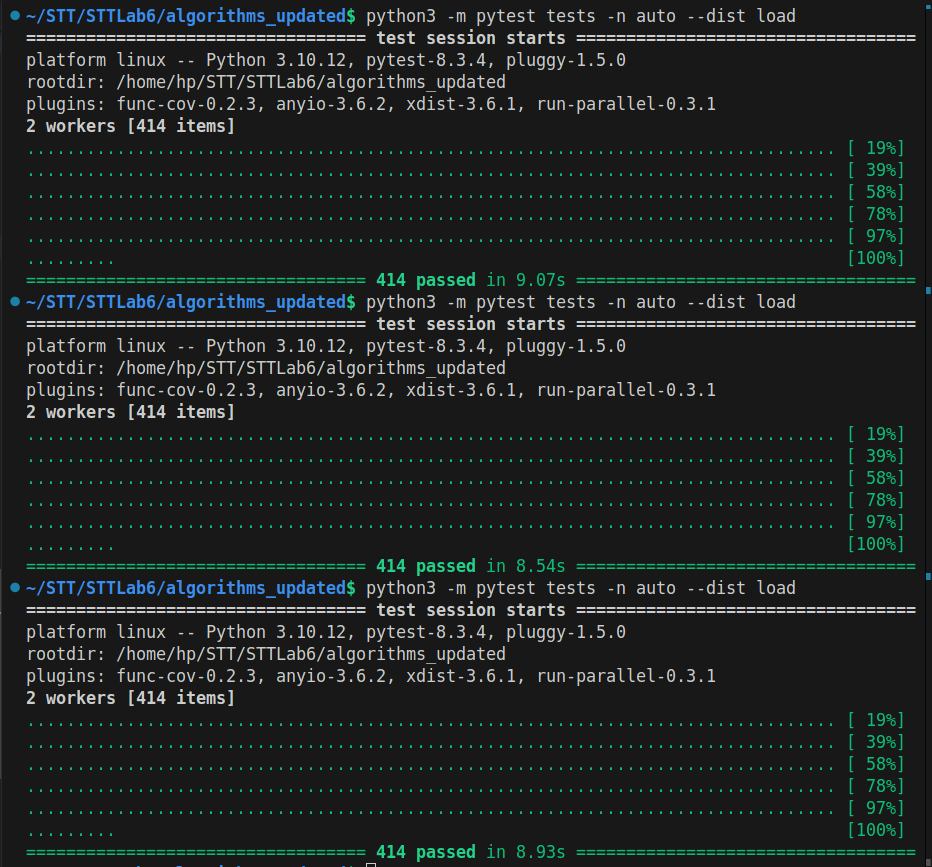 ~/STT/STTLab6/algorithms_updated$ python3 -m pytest tests -n auto --dist load
================================== test session starts ==================================
platform linux -- Python 3.10.12, pytest-8.3.4, pluggy-1.5.0
rootdir: /home/hp/STT/STTLab6/algorithms_updated
plugins: func-cov-0.2.3, anyio-3.6.2, xdist-3.6.1, run-parallel-0.3.1
2 workers [414 items]
................................................................................. [ 19%]
................................................................................. [ 39%]
................................................................................. [ 58%]
................................................................................. [ 78%]
................................................................................. [ 97%]
......... [100%]
================================== 414 passed in 9.07s ==================================
~/STT/STTLab6/algorithms_updated$ python3 -m pytest tests -n auto --dist load
================================== test session starts ==================================
platform linux -- Python 3.10.12, pytest-8.3.4, pluggy-1.5.0
rootdir: /home/hp/STT/STTLab6/algorithms_updated
plugins: func-cov-0.2.3, anyio-3.6.2, xdist-3.6.1, run-parallel-0.3.1
2 workers [414 items]
................................................................................. [ 19%]
................................................................................. [ 39%]
................................................................................. [ 58%]
................................................................................. [ 78%]
................................................................................. [ 97%]
......... [100%]
================================== 414 passed in 8.54s ==================================
~/STT/STTLab6/algorithms_updated$ python3 -m pytest tests -n auto --dist load
================================== test session starts ==================================
platform linux -- Python 3.10.12, pytest-8.3.4, pluggy-1.5.0
rootdir: /home/hp/STT/STTLab6/algorithms_updated
plugins: func-cov-0.2.3, anyio-3.6.2, xdist-3.6.1, run-parallel-0.3.1
2 workers [414 items]
................................................................................. [ 19%]
................................................................................. [ 39%]
................................................................................. [ 58%]
................................................................................. [ 78%]
................................................................................. [ 97%]
......... [100%]
================================== 414 passed in 8.93s ==================================